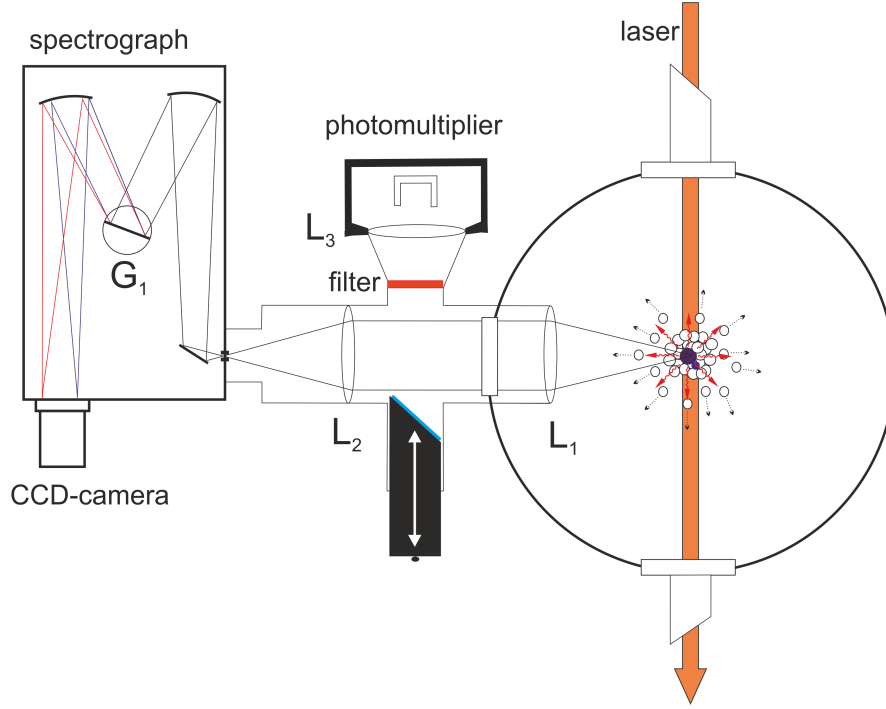 laser
spectrograph
photomultiplier
L3
filter
G1
L2
L1
CCD-camera